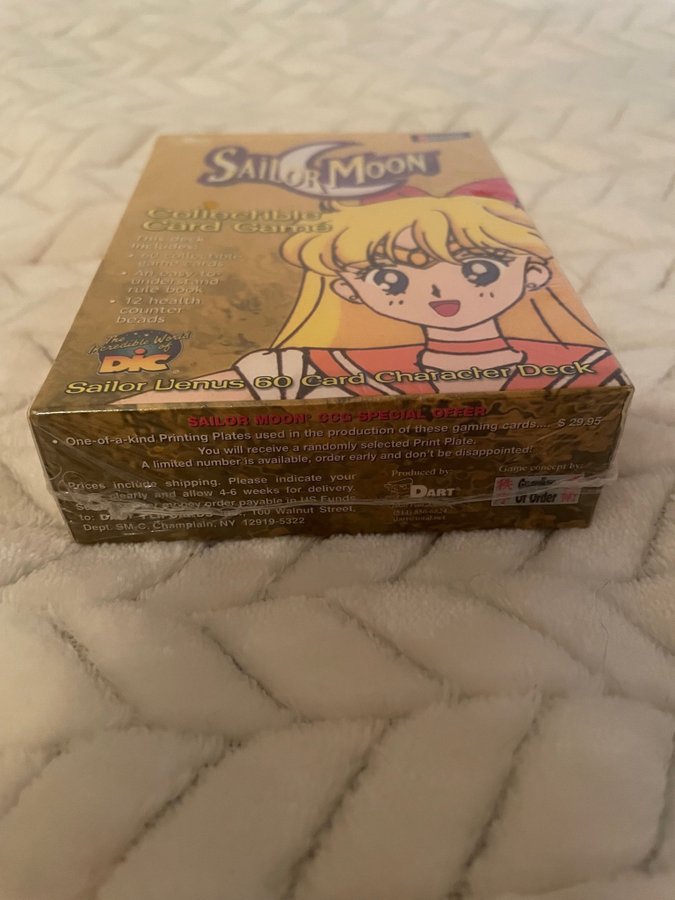 SAILOR MOON
Collectible
Card Game
This deck
includes:
• 60 collectable
game cards
• An easy-to-
understand
rule book
• 12 health
counter
beads
The
Incredible World
of
DIC
Sailor Venus 60 Card Character Deck
SAILOR MOON® CCG SPECIAL OFFER
• One-of-a-kind Printing Plates used in the production of these gaming cards.... $ 29.95
You will receive a randomly selected Print Plate.
A limited number is available, order early and don't be disappointed!
Prices include shipping. Please indicate your
clearly and allow 4-6 weeks for delivery.
money order payable in US Funds
to: 100 Walnut Street,
Dept. SM-C, Champlain, NY 12919-5322
Produced by:
DART
Game concept by:
Of Order